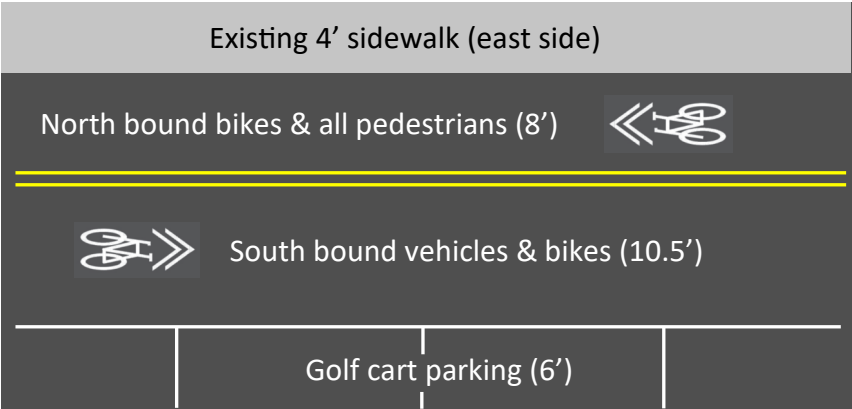 Existing 4’ sidewalk (east side)
North bound bikes & all pedestrians (8’)
South bound vehicles & bikes (10.5’)
Golf cart parking (6’)